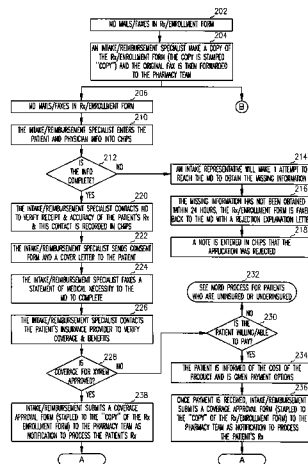 202
MD MAILS/FAXES IN Rx/ENROLLMENT FORM
204
AN INTAKE/REIMBURSEMENT SPECIALIST MAKE A COPY OF
THE Rx/ENROLLMENT FORM (THE COPY IS STAMPED
"COPY") AND THE ORIGINAL FAX IS THEN FORWARDED
TO THE PHARMACY TEAM
206
MD MAILS/FAXES IN Rx/ENROLLMENT FORM
B
210
THE INTAKE/REIMBURSEMENT SPECIALIST ENTERS THE
PATIENT AND PHYSICIAN INFO INTO CHIPS
212
IS
THE INFO
COMPLETE?
NO
YES
214
AN INTAKE REPRESENTATIVE WILL MAKE 1 ATTEMPT TO
REACH THE MD TO OBTAIN THE MISSING INFORMATION
216
THE MISSING INFORMATION HAS NOT BEEN OBTAINED
WITHIN 24 HOURS, THE Rx/ENROLLMENT FORM IS FAXED
BACK TO THE MD WITH A REJECTION EXPLANATION LETTER
218
A NOTE IS ENTERED IN CHIPS THAT THE
APPLICATION WAS REJECTED
220
THE INTAKE/REIMBURSEMENT SPECIALIST CONTACTS MD
TO VERIFY RECEIPT & ACCURACY OF THE PATIENT'S Rx
& THIS CONTACT IS RECORDED IN CHIPS
222
THE INTAKE/REIMBURSEMENT SPECIALIST SENDS CONSENT
FORM AND A COVER LETTER TO THE PATIENT
224
THE INTAKE/REIMBURSEMENT SPECIALIST FAXES A
STATEMENT OF MEDICAL NECESSITY TO THE
MD TO COMPLETE
226
THE INTAKE/REIMBURSEMENT SPECIALIST CONTACTS
THE PATIENT'S INSURANCE PROVIDER TO VERIFY
COVERAGE & BENEFITS
228
IS
COVERAGE FOR XYREM
APPROVED?
NO
YES
232
SEE NORD PROCESS FOR PATIENTS
WHO ARE UNINSURED OR UNDERINSURED
NO
230
IS
THE PATIENT
WILLING/ABLE
TO PAY?
YES
234
THE PATIENT IS INFORMED OF THE COST OF THE
PRODUCT AND IS GIVEN PAYMENT OPTIONS
236
ONCE PAYMENT IS RECEIVED, INTAKE/REIMBURSEMENT
SUBMITS A COVERAGE APPROVAL FORM (STAPLED TO
THE "COPY" OF THE Rx ENROLLMENT FORM) TO THE
PHARMACY TEAM AS NOTIFICATION TO PROCESS
THE PATIENT'S Rx
238
INTAKE/REIMBURSEMENT SUBMITS A COVERAGE
APPROVAL FORM (STAPLED TO THE "COPY" OF THE Rx
ENROLLMENT FORM) TO THE PHARMACY TEAM AS
NOTIFICATION TO PROCESS THE PATIENT'S Rx
A
A